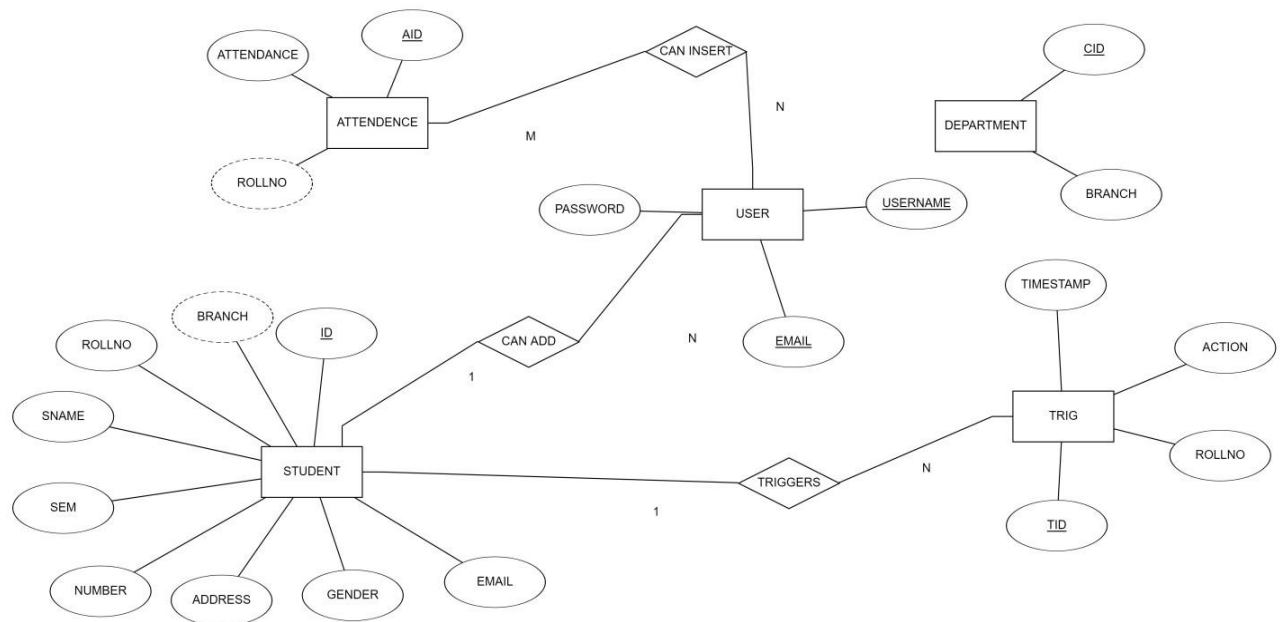 AID
ATTENDANCE
CAN INSERT
CID
ATTENDENCE
DEPARTMENT
M
N
ROLLNO
BRANCH
PASSWORD
USER
USERNAME
TIMESTAMP
BRANCH
ID
ROLLNO
CAN ADD
N
EMAIL
ACTION
1
SNAME
TRIG
STUDENT
TRIGGERS
N
ROLLNO
SEM
1
TID
NUMBER
ADDRESS
GENDER
EMAIL